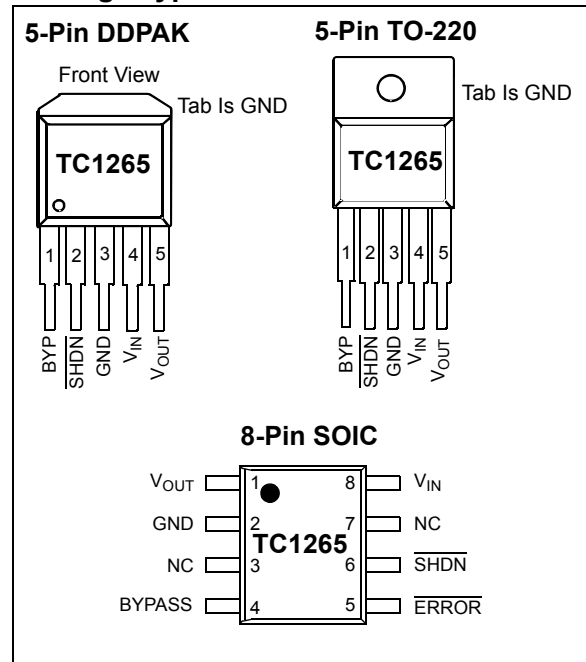 5-Pin DDPAK
Front View
Tab Is GND
TC1265
1 2 3 4 5
BYP
SHDN
GND
VIN
VOUT
5-Pin TO-220
Tab Is GND
TC1265
1 2 3 4 5
BYP
SHDN
GND
VIN
VOUT
8-Pin SOIC
VOUT 1 8 VIN
GND 2 7 NC
TC1265
NC 3 6 SHDN
BYPASS 4 5 ERROR